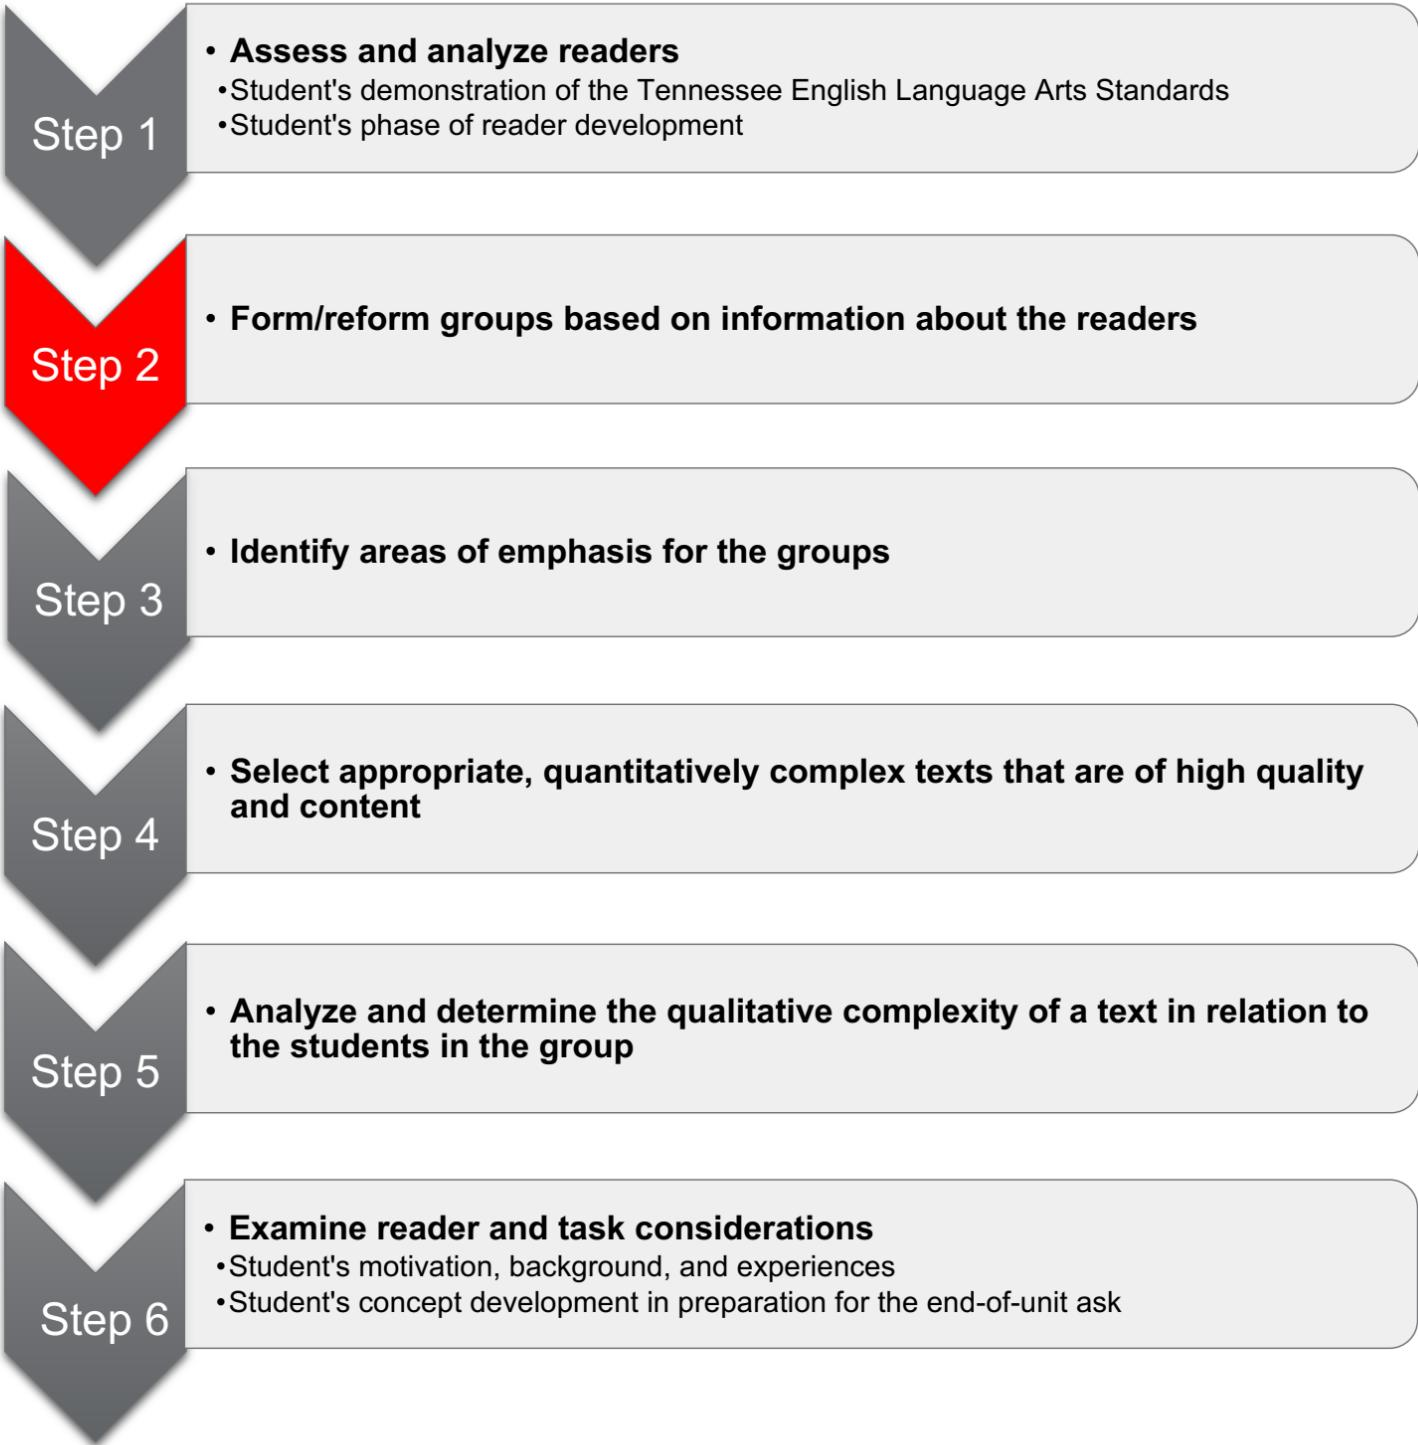 Step 1
• Assess and analyze readers
•Student's demonstration of the Tennessee English Language Arts Standards
•Student's phase of reader development
Step 2
• Form/reform groups based on information about the readers
Step 3
• Identify areas of emphasis for the groups
Step 4
• Select appropriate, quantitatively complex texts that are of high quality
and content
Step 5
• Analyze and determine the qualitative complexity of a text in relation to
the students in the group
Step 6
• Examine reader and task considerations
•Student's motivation, background, and experiences
•Student's concept development in preparation for the end-of-unit ask